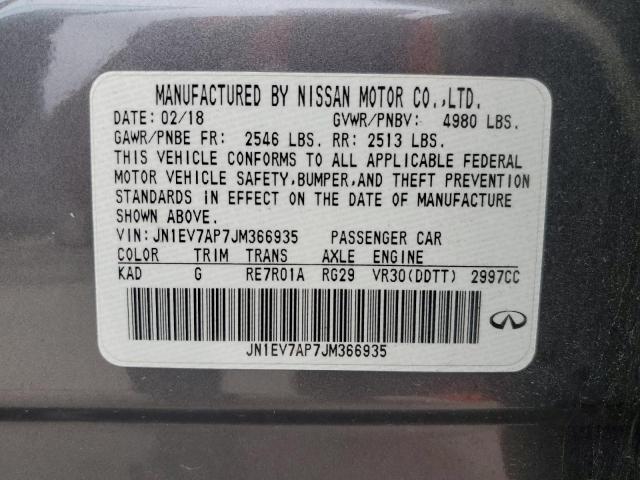 MANUFACTURED BY NISSAN MOTOR CO.,LTD.
DATE: 02/18 GVWR/PNBV: 4980 LBS.
GAWR/PNBE FR: 2546 LBS. RR: 2513 LBS.
THIS VEHICLE CONFORMS TO ALL APPLICABLE FEDERAL
MOTOR VEHICLE SAFETY,BUMPER,AND THEFT PREVENTION
STANDARDS IN EFFECT ON THE DATE OF MANUFACTURE
SHOWN ABOVE.
VIN: JN1EV7AP7JM366935 PASSENGER CAR
COLOR TRIM TRANS AXLE ENGINE
KAD G RE7R01A RG29 VR30(DDTT) 2997CC
JN1EV7AP7JM366935